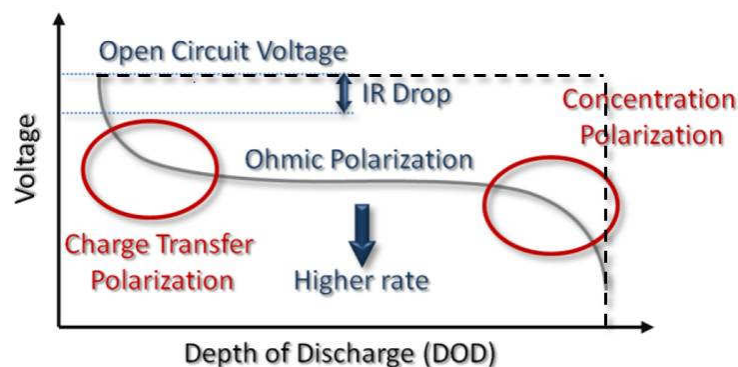 Open Circuit Voltage
IR Drop
Concentration
Polarization
Voltage
Ohmic Polarization
Charge Transfer
Polarization
Higher rate
Depth of Discharge (DOD)